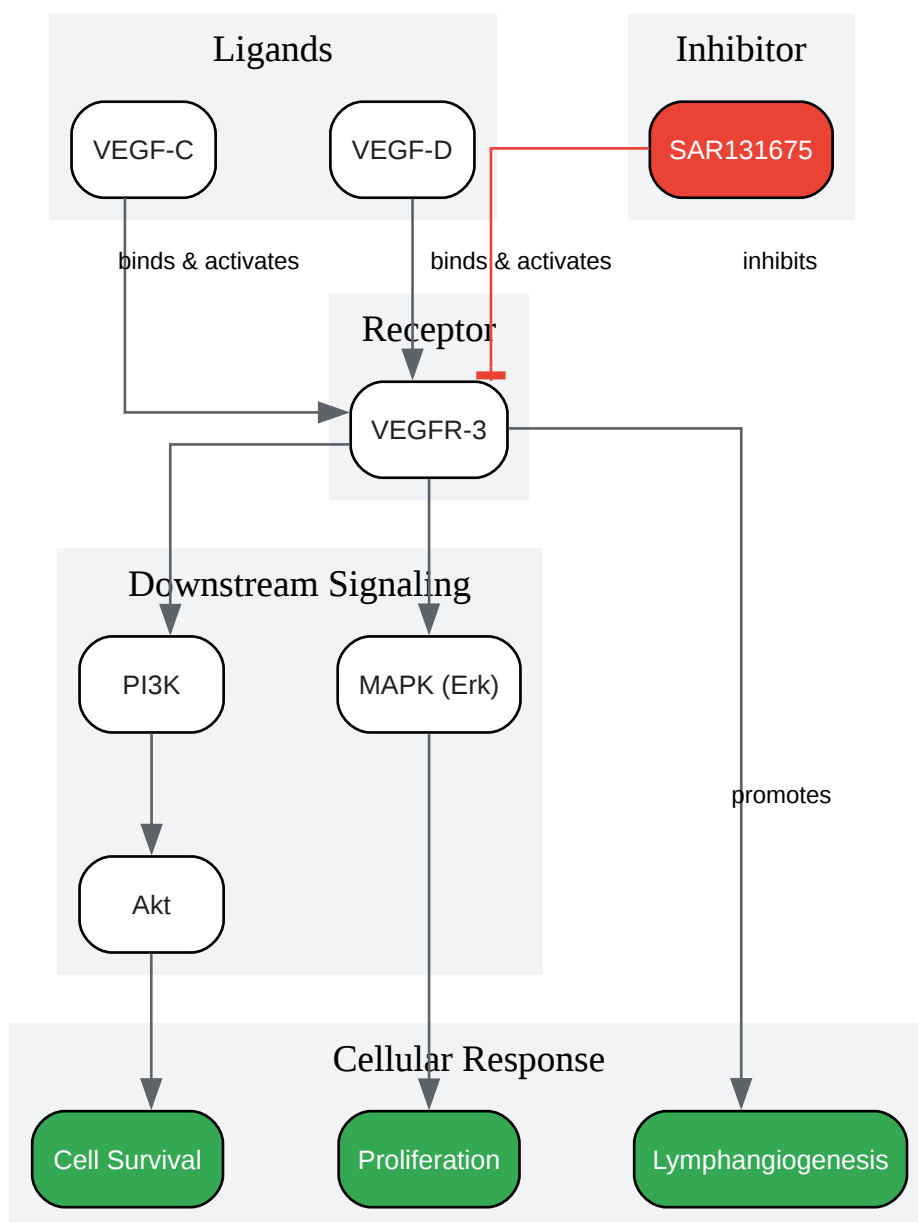 Ligands
Inhibitor
VEGF-C
VEGF-D
SAR131675
binds & activates
binds & activates
inhibits
Receptor
VEGFR-3
Downstream Signaling
PI3K
MAPK (Erk)
promotes
Akt
Cellular Response
Cell Survival
Proliferation
Lymphangiogenesis